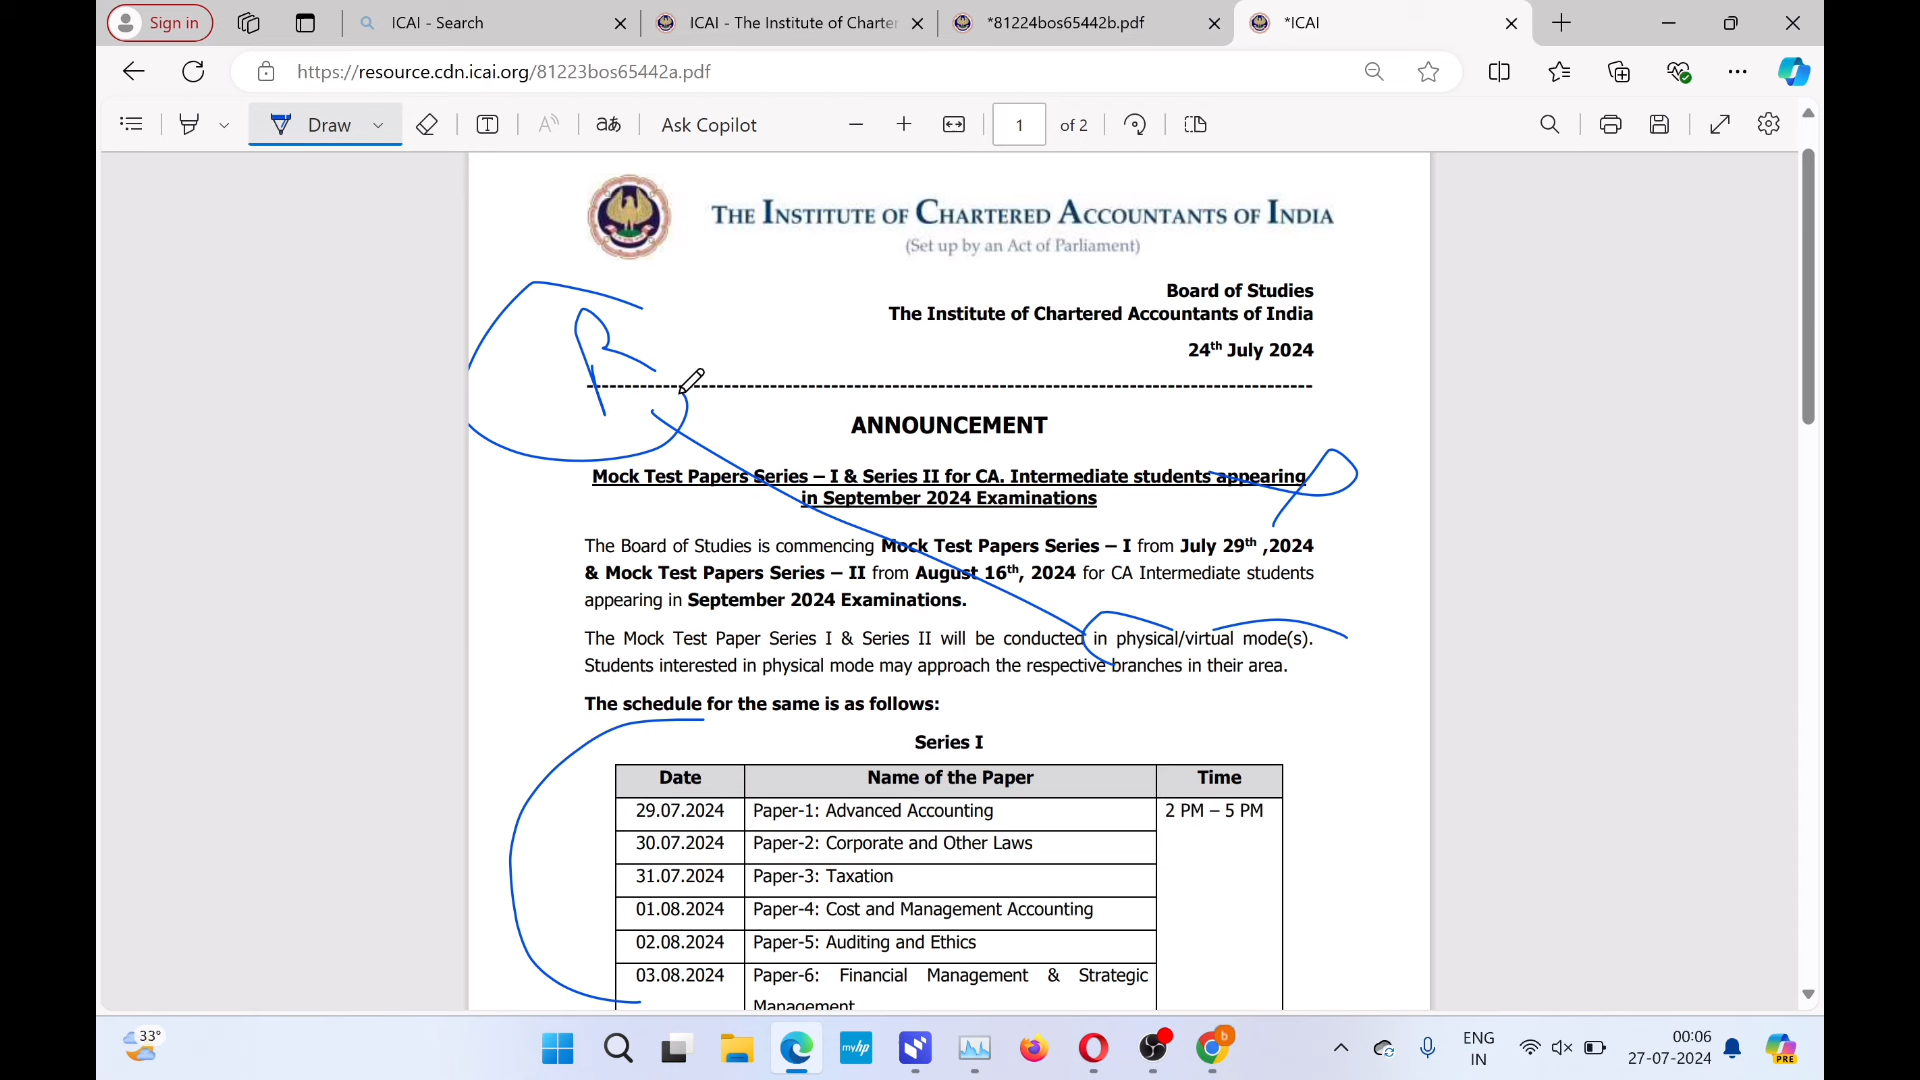 Sign in
ICAI - Search
ICAI - The Institute of Charter
*81224bos65442b.pdf
*ICAI
https://resource.cdn.icai.org/81223bos65442a.pdf
Draw
aあ
Ask Copilot
1
of 2
THE INSTITUTE OF CHARTERED ACCOUNTANTS OF INDIA
(Set up by an Act of Parliament)
Board of Studies
The Institute of Chartered Accountants of India
24th July 2024
R
ANNOUNCEMENT
Mock Test Papers Series – I & Series II for CA. Intermediate students appearing
in September 2024 Examinations
The Board of Studies is commencing Mock Test Papers Series – I from July 29th ,2024
& Mock Test Papers Series – II from August 16th, 2024 for CA Intermediate students
appearing in September 2024 Examinations.
The Mock Test Paper Series I & Series II will be conducted in physical/virtual mode(s).
Students interested in physical mode may approach the respective branches in their area.
The schedule for the same is as follows:
Series I
Date Name of the Paper Time
29.07.2024 Paper-1: Advanced Accounting 2 PM – 5 PM
30.07.2024 Paper-2: Corporate and Other Laws
31.07.2024 Paper-3: Taxation
01.08.2024 Paper-4: Cost and Management Accounting
02.08.2024 Paper-5: Auditing and Ethics
03.08.2024 Paper-6: Financial Management & Strategic
Management
33°
myhp
b
ENG
IN
00:06
27-07-2024
PRE